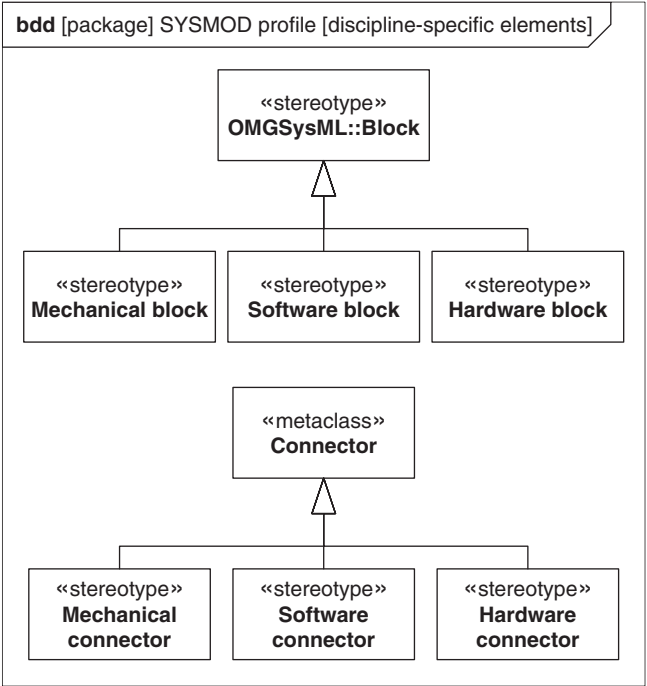 bdd [package] SYSMOD profile [discipline-specific elements]
«stereotype»
OMGSysML::Block
«stereotype»
Mechanical block
«stereotype»
Software block
«stereotype»
Hardware block
«metaclass»
Connector
«stereotype»
Mechanical
connector
«stereotype»
Software
connector
«stereotype»
Hardware
connector